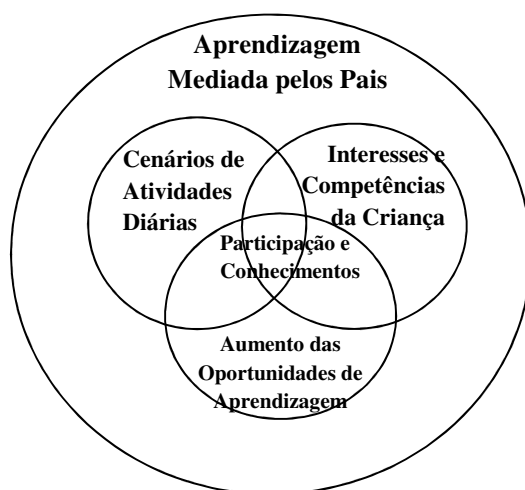 Aprendizagem
Mediada pelos Pais
Cenários de
Atividades
Diárias
Interesses e
Competências
da Criança
Participação e
Conhecimentos
Aumento das
Oportunidades de
Aprendizagem